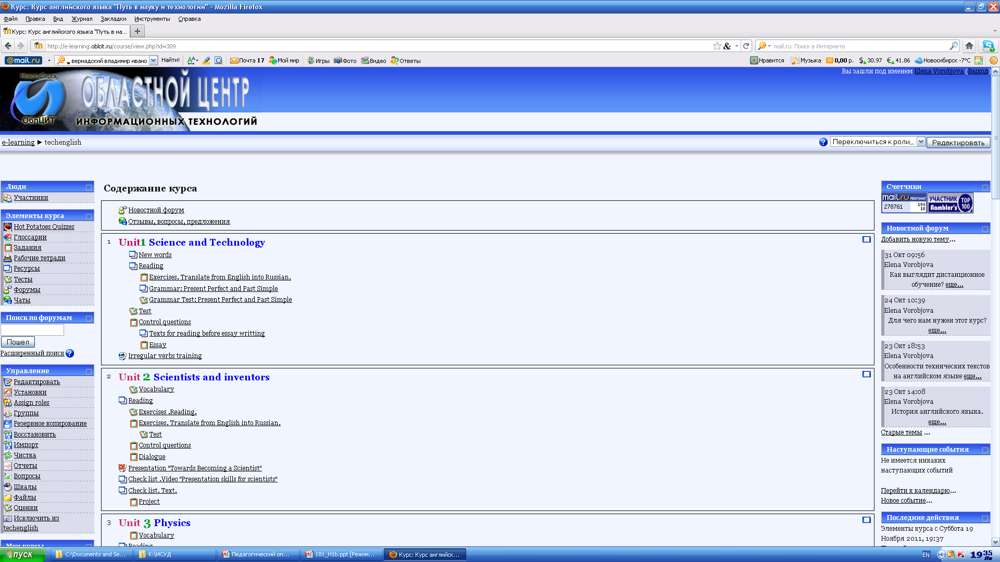 Курс: Курс английского языка "Путь в науку и технологии" - Mozilla Firefox
Файл Правка Вид Журнал Закладки Инструменты Справка
Курс: Курс английского языка "Путь в на...
http://e-learning.oblcit.ru/course/view.php?id=309
mail.ru: Поиск в Интернете
@mail.ru вернадский владимир ивано Найти! Почта 17 Мой мир Игры Фото Видео Ответы Нравится Музыка 0,00 р. $ 30.97 € 41.86 Новосибирск -7°C
Вы зашли под именем Elena Vorobjova (Выход)
Новосибирск
ОблЦИТ
ОБЛАСТНОЙ ЦЕНТР
ИНФОРМАЦИОННЫХ ТЕХНОЛОГИЙ
e-learning ► techenglish
Переключиться к роли...
Редактировать
Люди
Участники
Элементы курса
Hot Potatoes Quizzes
Глоссарии
Задания
Рабочие тетради
Ресурсы
Тесты
Форумы
Чаты
Поиск по форумам
Пошел
Расширенный поиск
Управление
Редактировать
Установки
Assign roles
Группы
Резервное копирование
Восстановить
Импорт
Чистка
Отчеты
Вопросы
Шкалы
Файлы
Оценки
Исключить из
techenglish
Мои курсы
Содержание курса
Новостной форум
Отзывы, вопросы, предложения
1
Unit1 Science and Technology
New words
Reading
Exercises. Translate from English into Russian.
Grammar: Present Perfect and Past Simple
Grammar Test: Present Perfect and Past Simple
Test
Control questions
Texts for reading before essay writting
Essay
Irregular verbs training
2
Unit 2 Scientists and inventors
Vocabulary
Reading
Exercises .Reading.
Exercises. Translate from English into Russian.
Test
Control questions
Dialogue
Presentation "Towards Becoming a Scientist"
Check list .Video "Presentation skills for scientists"
Check list. Text.
Project
3
Unit 3 Physics
Vocabulary
Reading
Счетчики
mail.ru РЕЙТИНГ
278761
190
18
УЧАСТНИК
Rambler's
TOP
100
Новостной форум
Добавить новую тему...
31 Окт 09:56
Elena Vorobjova
Как выглядит дистанционное
обучение? еще...
24 Окт 10:39
Elena Vorobjova
Для чего нам нужен этот курс?
еще...
23 Окт 18:53
Elena Vorobjova
Особенности технических текстов
на английском языке еще...
23 Окт 14:08
Elena Vorobjova
История английского якыка.
еще...
Старые темы ...
Наступающие события
Не имеется никаких
наступающих событий
Перейти к календарю...
Новое событие...
Последние действия
Элементы курса с Суббота 19
Ноября 2011, 19:37
пуск
C:\Documents and Se...
K:\ИСУД
Педагогический оп...
181_H1b.ppt [Режим...
Курс: Курс английск...
EN
19 35
Пн